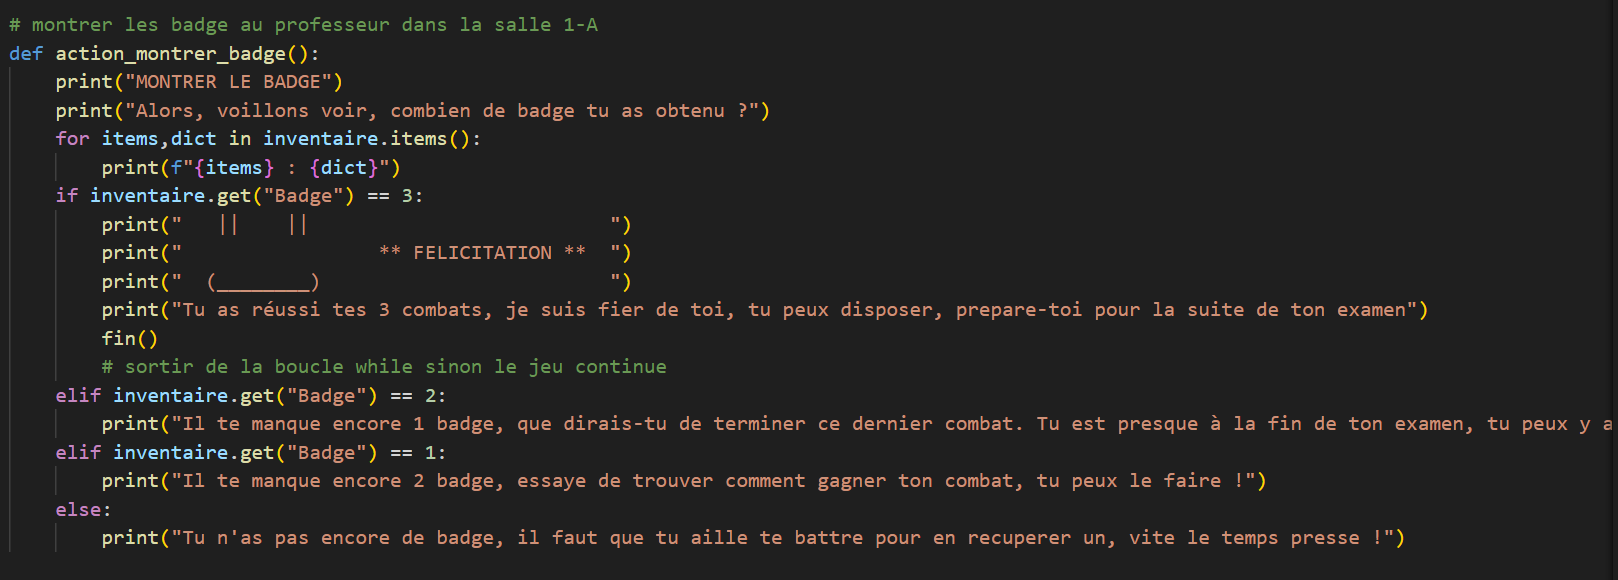 # montrer les badge au professeur dans la salle 1-A
def action_montrer_badge():
    print("MONTRER LE BADGE")
    print("Alors, voillons voir, combien de badge tu as obtenu ?")
    for items,dict in inventaire.items():
        print(f"{items} : {dict}")
    if inventaire.get("Badge") == 3:
        print("   ||    ||                          ")
        print("                 ** FELICITATION **  ")
        print("  (________)                         ")
        print("Tu as réussi tes 3 combats, je suis fier de toi, tu peux disposer, prepare-toi pour la suite de ton examen")
        fin()
        # sortir de la boucle while sinon le jeu continue
    elif inventaire.get("Badge") == 2:
        print("Il te manque encore 1 badge, que dirais-tu de terminer ce dernier combat. Tu est presque à la fin de ton examen, tu peux y a
    elif inventaire.get("Badge") == 1:
        print("Il te manque encore 2 badge, essaye de trouver comment gagner ton combat, tu peux le faire !")
    else:
        print("Tu n'as pas encore de badge, il faut que tu aille te battre pour en recuperer un, vite le temps presse !")